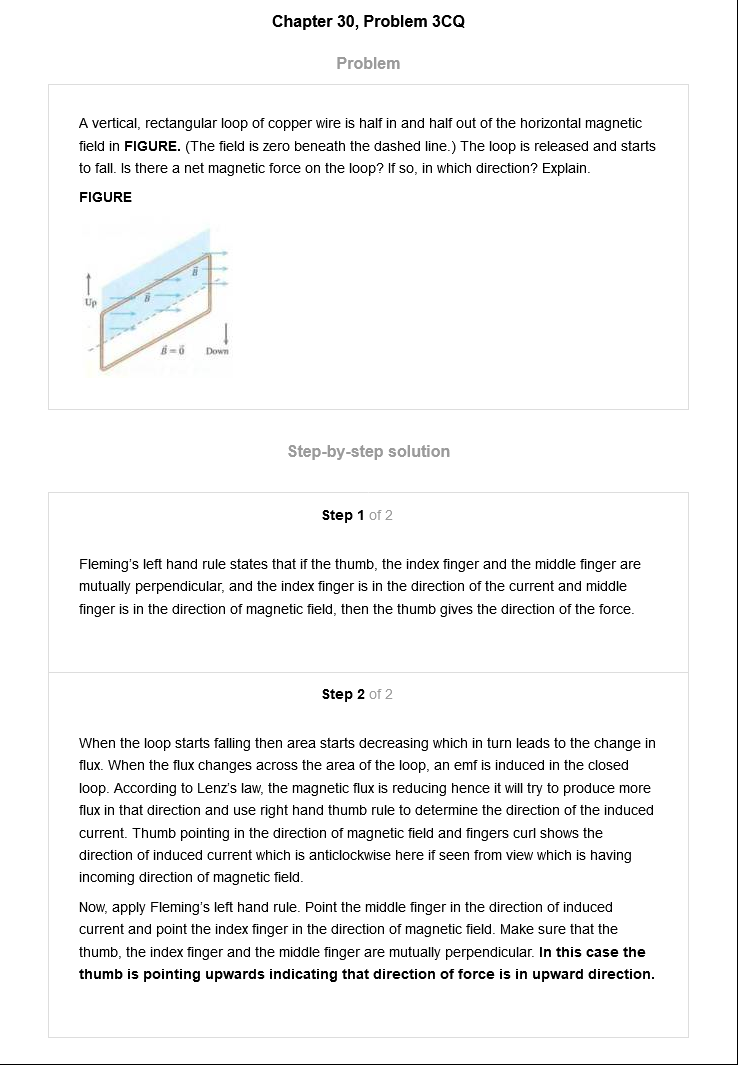 Chapter 30, Problem 3CQ
Problem
A vertical, rectangular loop of copper wire is half in and half out of the horizontal magnetic
field in FIGURE. (The field is zero beneath the dashed line.) The loop is released and starts
to fall. Is there a net magnetic force on the loop? If so, in which direction? Explain.
FIGURE
B⃗
Up
B⃗
B⃗ = 0⃗
Down
Step-by-step solution
Step 1 of 2
Fleming's left hand rule states that if the thumb, the index finger and the middle finger are
mutually perpendicular, and the index finger is in the direction of the current and middle
finger is in the direction of magnetic field, then the thumb gives the direction of the force.
Step 2 of 2
When the loop starts falling then area starts decreasing which in turn leads to the change in
flux. When the flux changes across the area of the loop, an emf is induced in the closed
loop. According to Lenz's law, the magnetic flux is reducing hence it will try to produce more
flux in that direction and use right hand thumb rule to determine the direction of the induced
current. Thumb pointing in the direction of magnetic field and fingers curl shows the
direction of induced current which is anticlockwise here if seen from view which is having
incoming direction of magnetic field.
Now, apply Fleming's left hand rule. Point the middle finger in the direction of induced
current and point the index finger in the direction of magnetic field. Make sure that the
thumb, the index finger and the middle finger are mutually perpendicular. In this case the
thumb is pointing upwards indicating that direction of force is in upward direction.